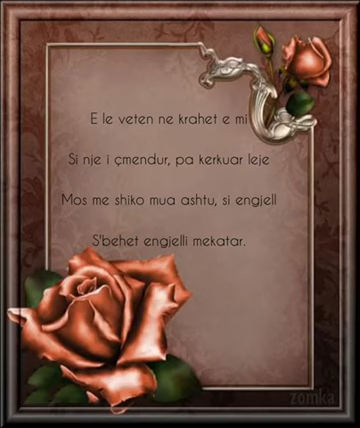 E le veten ne krahet e mi
Si nje i çmendur, pa kerkuar leje
Mos me shiko mua ashtu, si engjell
S'behet engjelli mekatar.
zomka